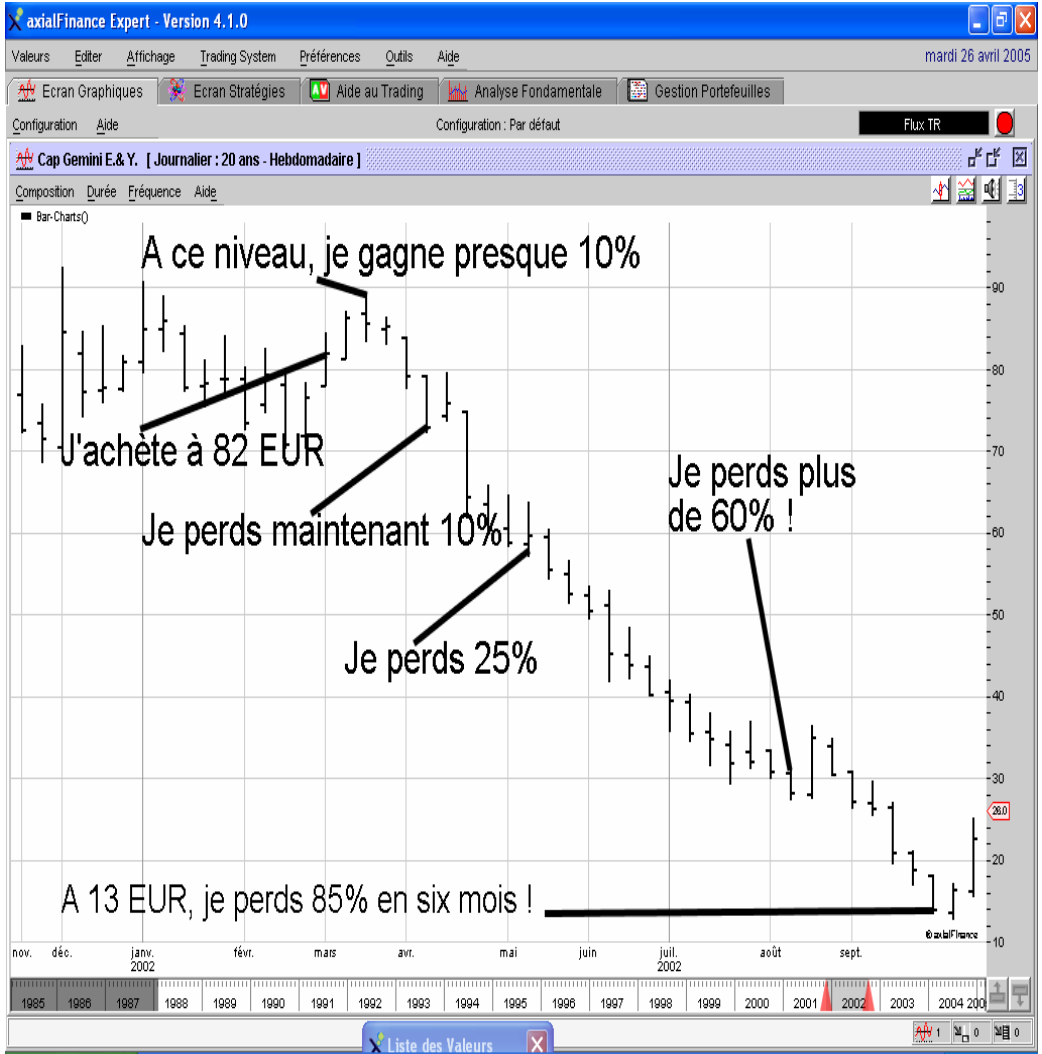 axialFinance Expert - Version 4.1.0
Valeurs Editer Affichage Trading System Préférences Outils Aide mardi 26 avril 2005
Ecran Graphiques Ecran Stratégies Aide au Trading Analyse Fondamentale Gestion Portefeuilles
Configuration Aide Configuration : Par défaut Flux TR
Cap Gemini E.& Y. [ Journalier : 20 ans - Hebdomadaire ]
Composition Durée Fréquence Aide
Bar-Charts()
A ce niveau, je gagne presque 10%
90
80
J'achète à 82 EUR
70
Je perds plus
de 60% !
Je perds maintenant 10%
60
50
Je perds 25%
40
30
26.0
20
A 13 EUR, je perds 85% en six mois !
© axialFinance
10
nov. déc. janv. févr. mars avr. mai juin juil. août sept.
2002 2002
1985 1986 1987 1988 1989 1990 1991 1992 1993 1994 1995 1996 1997 1998 1999 2000 2001 2002 2003 2004 200
1 0 0
Liste des Valeurs